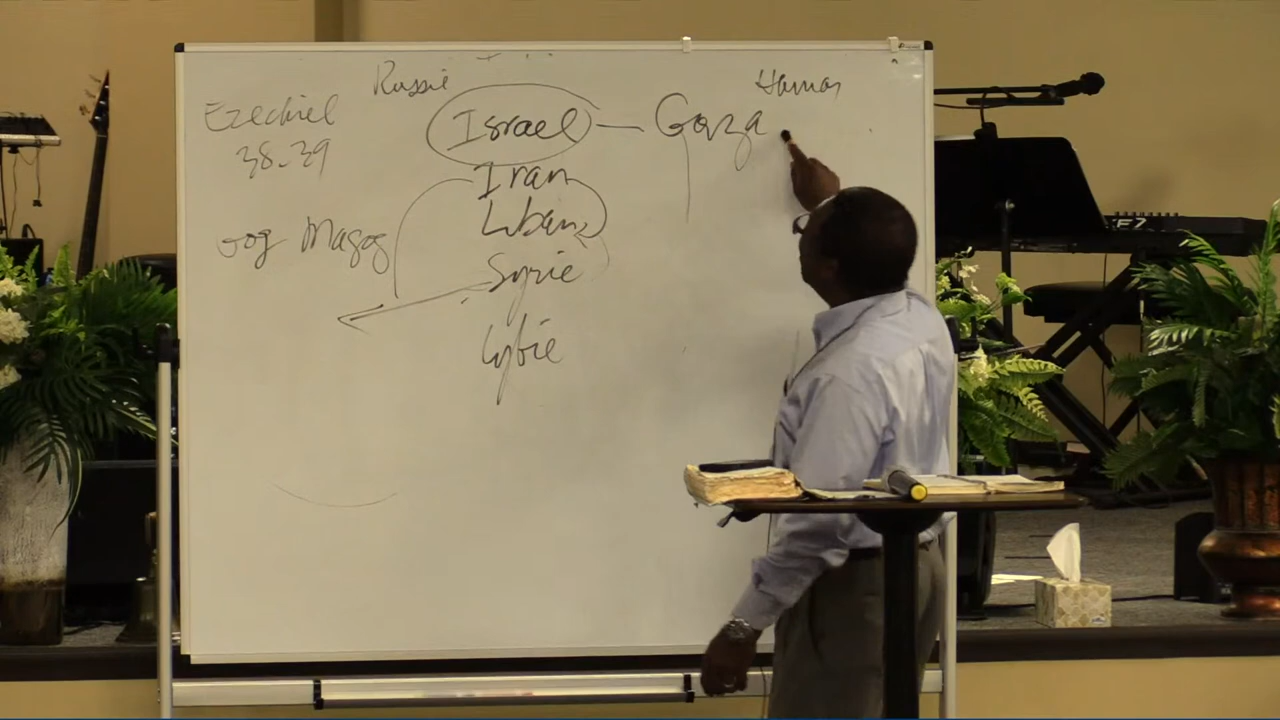 Russie
Hamas
Ezechiel
38-39
Israel — Gaza
Iran
Liban
gog Magog
Syrie
Lybie